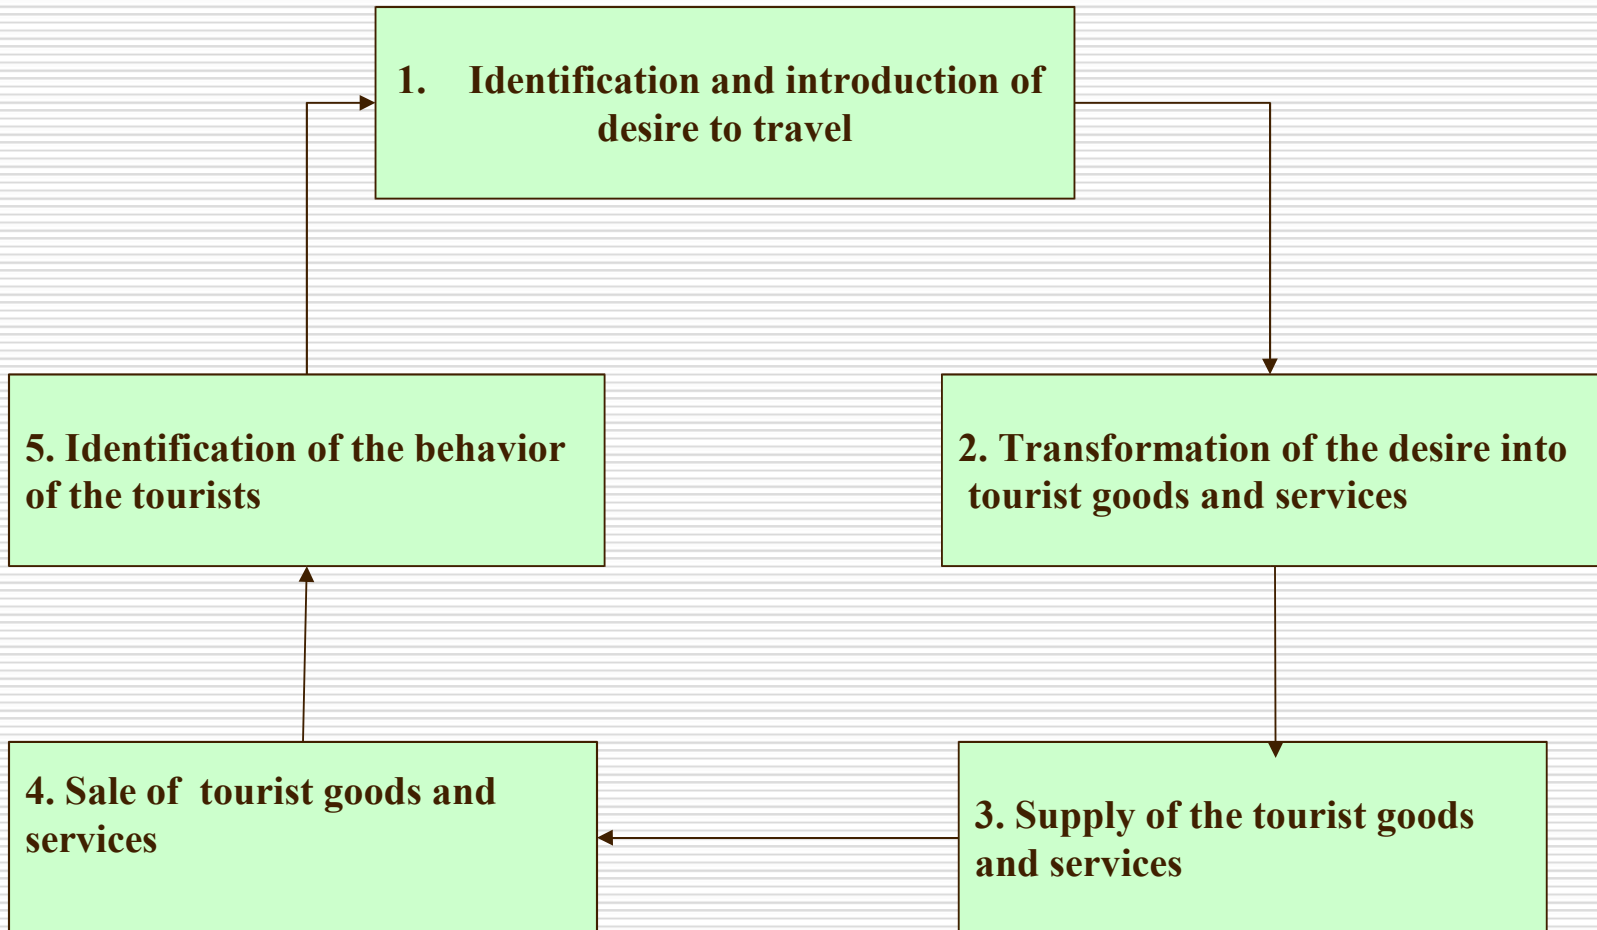 1. Identification and introduction of
desire to travel
2. Transformation of the desire into
tourist goods and services
3. Supply of the tourist goods
and services
4. Sale of  tourist goods and
services
5. Identification of the behavior
of the tourists